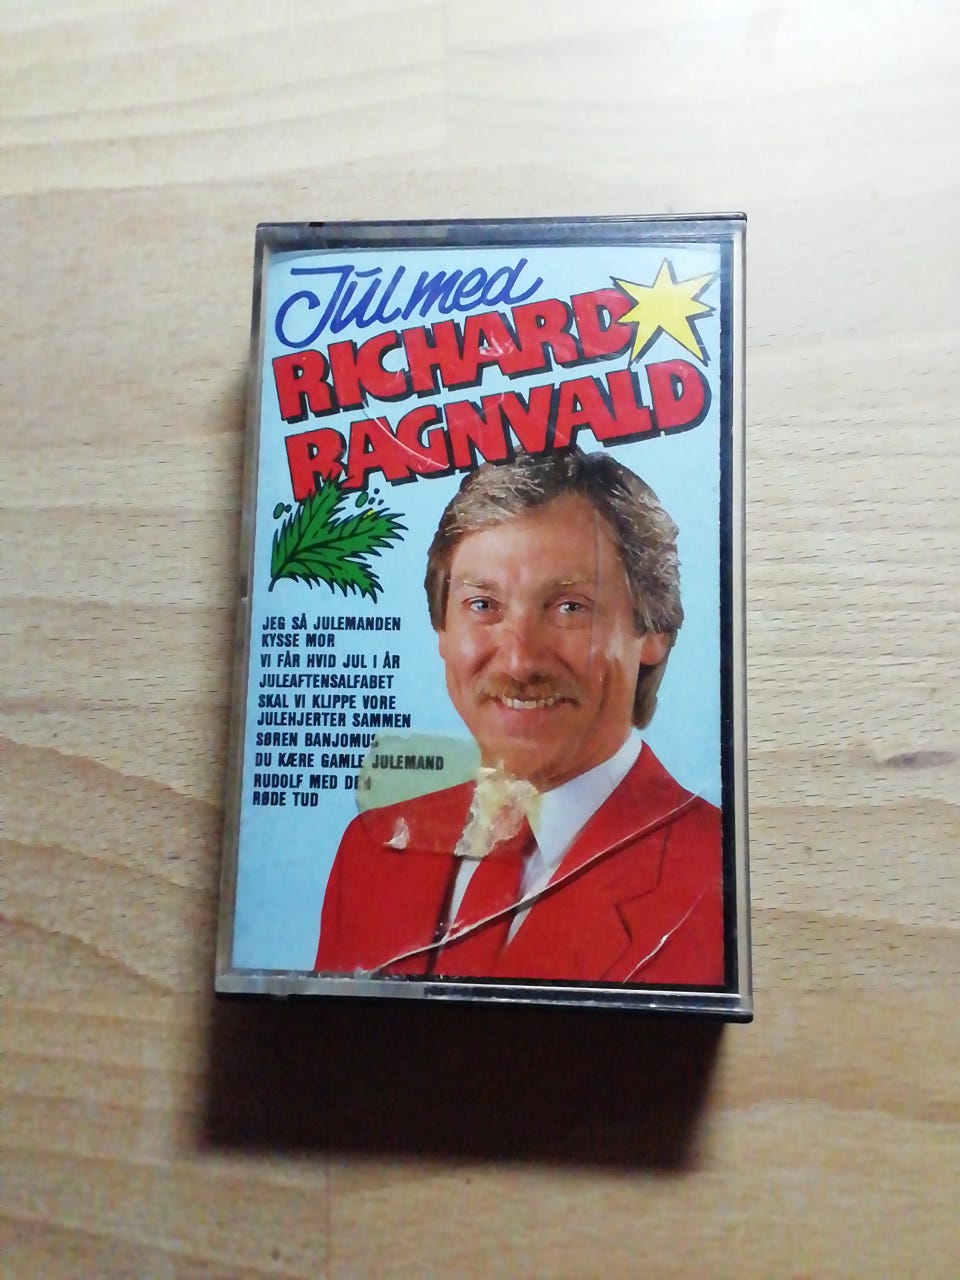 Jul med
RICHARD
RAGNVALD
JEG SÅ JULEMANDEN
KYSSE MOR
VI FÅR HVID JUL I ÅR
JULEAFTENSALFABET
SKAL VI KLIPPE VORE
JULEHJERTER SAMMEN
SØREN BANJOMUS
DU KÆRE GAMLE JULEMAND
RUDOLF MED DEN
RØDE TUD